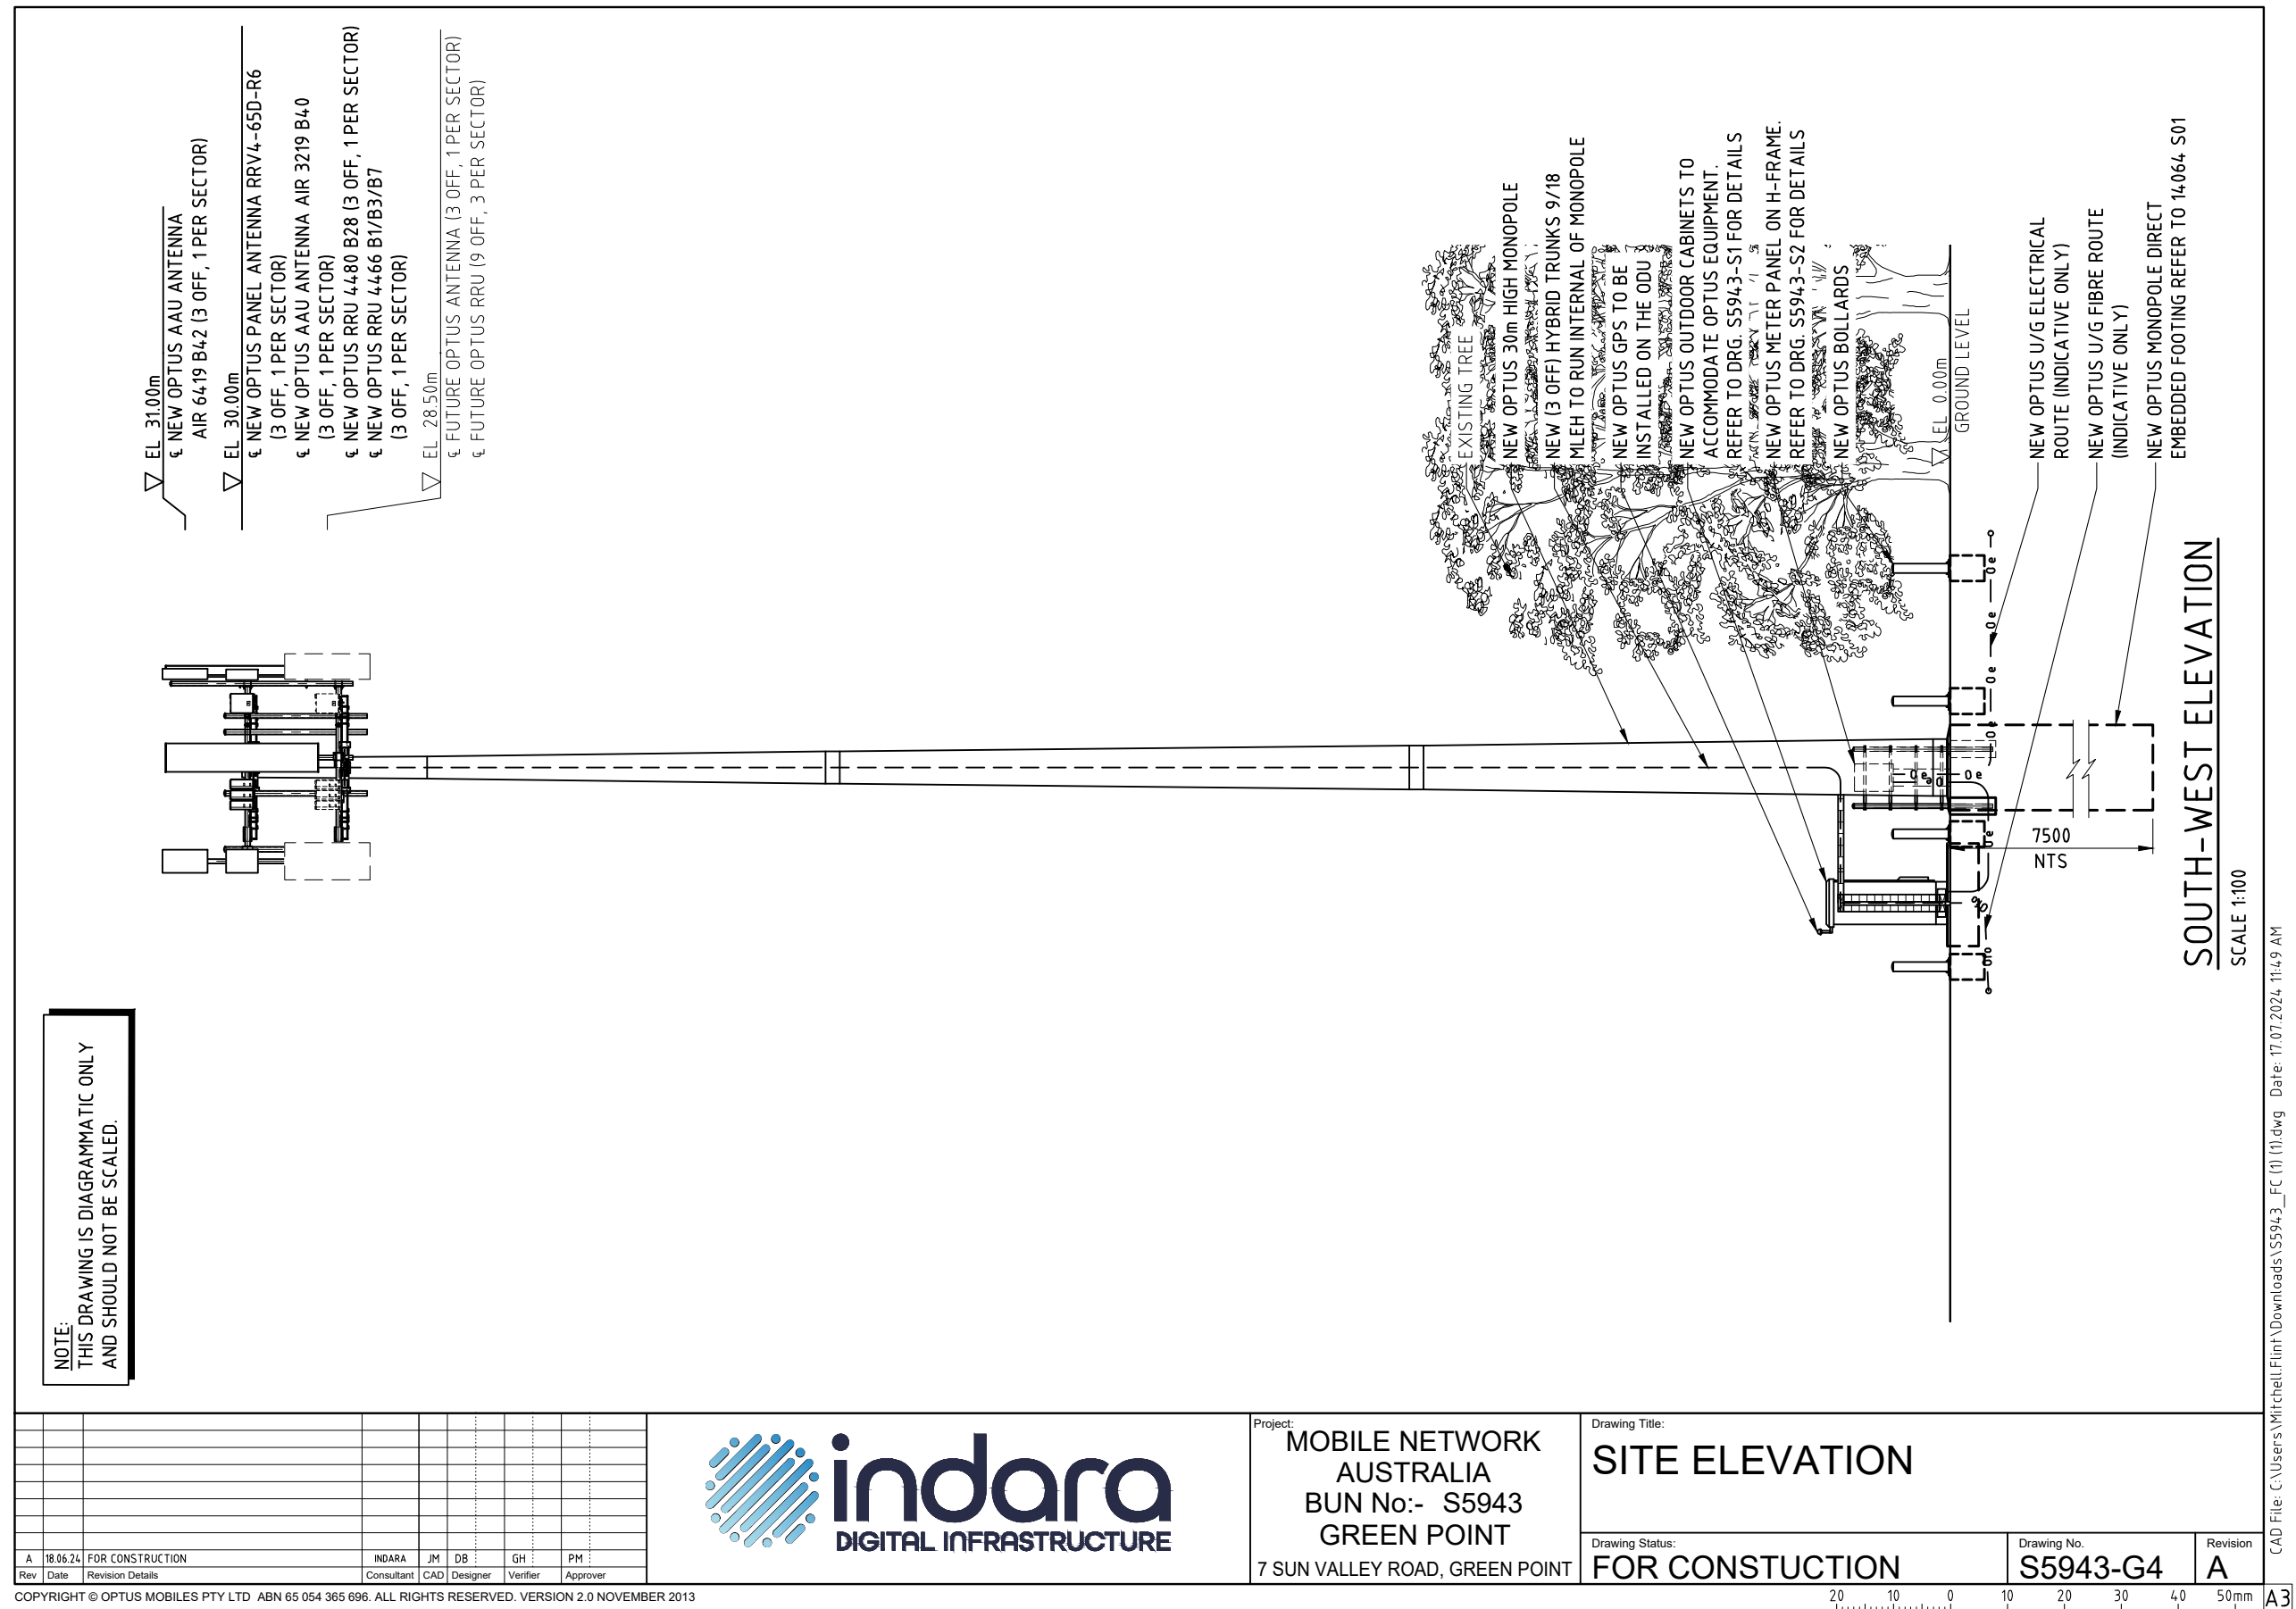 EL 31.00m
℄ NEW OPTUS AAU ANTENNA
AIR 6419 B42 (3 OFF, 1 PER SECTOR)
EL 30.00m
℄ NEW OPTUS PANEL ANTENNA RRV4-65D-R6
(3 OFF, 1 PER SECTOR)
℄ NEW OPTUS AAU ANTENNA AIR 3219 B40
(3 OFF, 1 PER SECTOR)
℄ NEW OPTUS RRU 4480 B28 (3 OFF, 1 PER SECTOR)
℄ NEW OPTUS RRU 4466 B1/B3/B7
(3 OFF, 1 PER SECTOR)
EL 28.50m
℄ FUTURE OPTUS ANTENNA (3 OFF, 1 PER SECTOR)
℄ FUTURE OPTUS RRU (9 OFF, 3 PER SECTOR)
EXISTING TREE
NEW OPTUS 30m HIGH MONOPOLE
NEW (3 OFF) HYBRID TRUNKS 9/18
MLEH TO RUN INTERNAL OF MONOPOLE
NEW OPTUS GPS TO BE
INSTALLED ON THE ODU
NEW OPTUS OUTDOOR CABINETS TO
ACCOMMODATE OPTUS EQUIPMENT.
REFER TO DRG. S5943-S1 FOR DETAILS
NEW OPTUS METER PANEL ON H-FRAME.
REFER TO DRG. S5943-S2 FOR DETAILS
NEW OPTUS BOLLARDS
EL 0.00m
GROUND LEVEL
NEW OPTUS U/G ELECTRICAL
ROUTE (INDICATIVE ONLY)
NEW OPTUS U/G FIBRE ROUTE
(INDICATIVE ONLY)
NEW OPTUS MONOPOLE DIRECT
EMBEDDED FOOTING REFER TO 14064 S01
Oe
Oe
Oe
Oe
Oe
Oe
Oe
Oe
Ofo
Ofo
7500
NTS
SOUTH-WEST ELEVATION
SCALE 1:100
NOTE:
THIS DRAWING IS DIAGRAMMATIC ONLY
AND SHOULD NOT BE SCALED.
A 18.06.24 FOR CONSTRUCTION INDARA JM DB GH PM
Rev Date Revision Details Consultant CAD Designer Verifier Approver
indara
DIGITAL INFRASTRUCTURE
Project:
MOBILE NETWORK
AUSTRALIA
BUN No:- S5943
GREEN POINT
7 SUN VALLEY ROAD, GREEN POINT
Drawing Title:
SITE ELEVATION
Drawing Status:
FOR CONSTUCTION
Drawing No.
S5943-G4
Revision
A
COPYRIGHT © OPTUS MOBILES PTY LTD ABN 65 054 365 696. ALL RIGHTS RESERVED. VERSION 2.0 NOVEMBER 2013
20 10 0 10 20 30 40 50mm
A3
CAD File: C:\Users\Mitchell.Flint\Downloads\S5943_FC (1) (1).dwg Date: 17.07.2024 11:49 AM